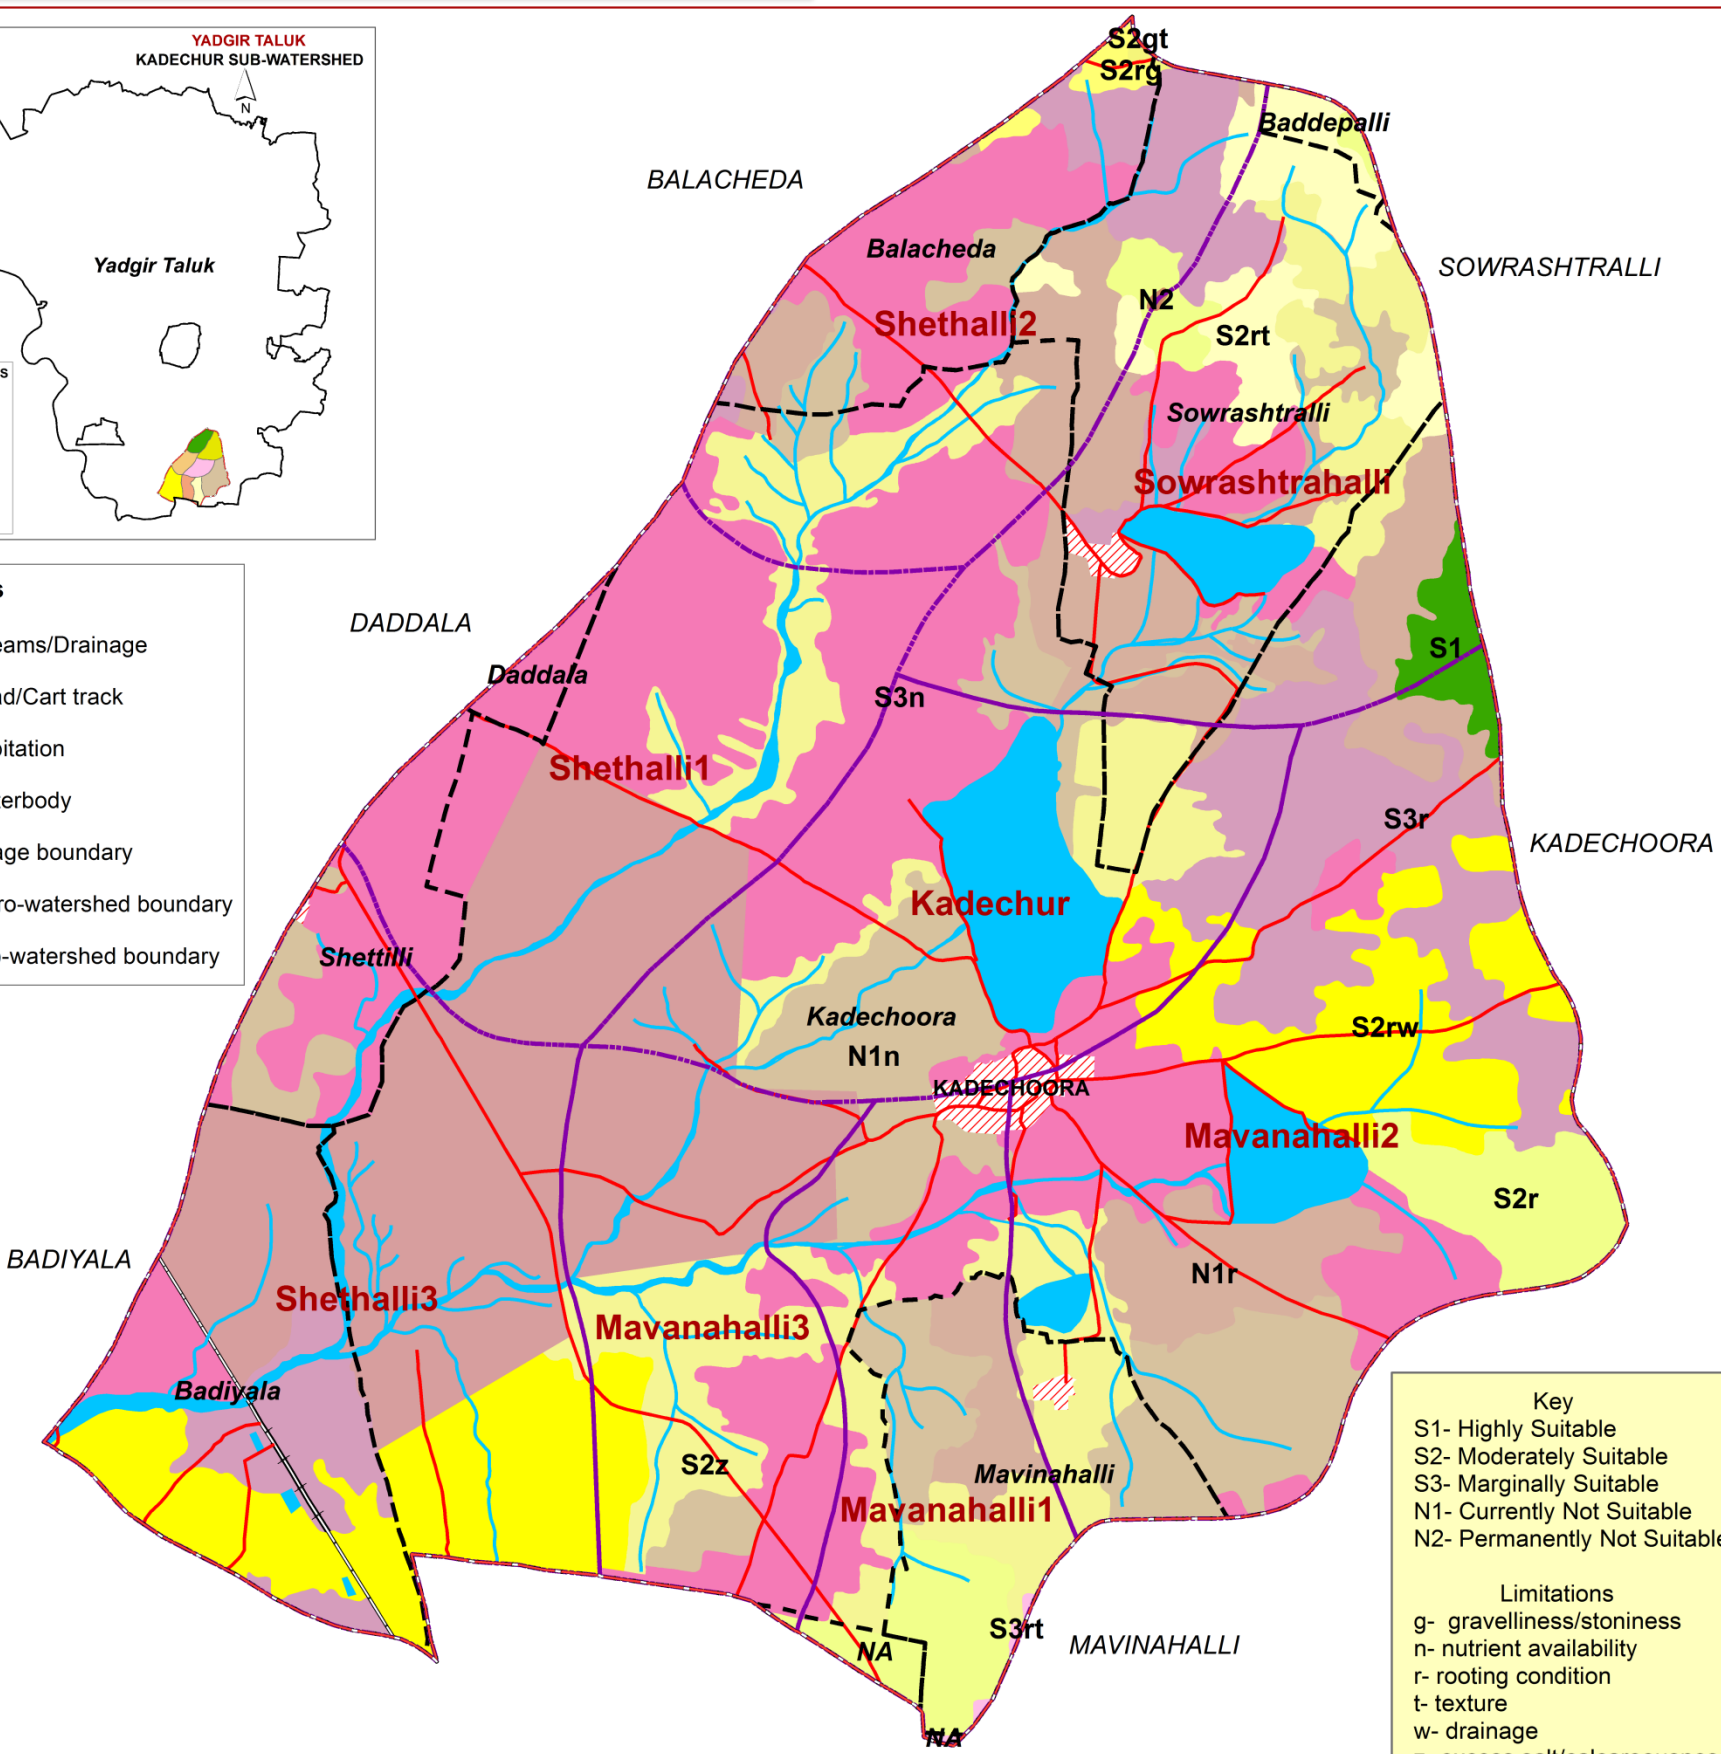 YADGIR TALUK
KADECHUR SUB-WATERSHED
N
Yadgir Taluk
S2gt
S2rg
Baddepalli
BALACHEDA
Balacheda
SOWRASHTRALLI
N2
Shethalli2
S2rt
Sowrashtralli
Sowrashtrahalli
DADDALA
Daddala
S1
S3n
Shethalli1
S3r
KADECHOORA
Kadechur
Shettilli
Kadechoora
N1n
S2rw
KADECHOORA
Mavanahalli2
S2r
BADIYALA
N1r
Shethalli3
Mavanahalli3
Badiyala
S2z
Mavinahalli
Mavanahalli1
S3rt
MAVINAHALLI
NA
NA
s
s
eams/Drainage
ad/Cart track
bitation
terbody
age boundary
ro-watershed boundary
o-watershed boundary
Key
S1- Highly Suitable
S2- Moderately Suitable
S3- Marginally Suitable
N1- Currently Not Suitable
N2- Permanently Not Suitable
Limitations
g- gravelliness/stoniness
n- nutrient availability
r- rooting condition
t- texture
w- drainage